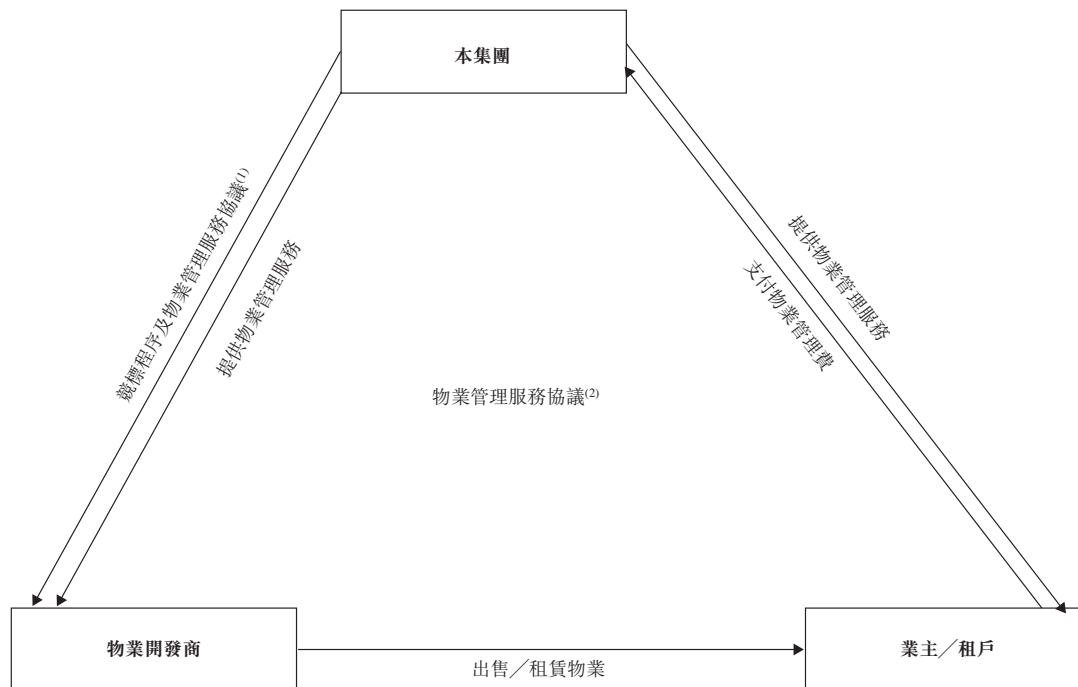 本集團
競標程序及物業管理服務協議(1)
提供物業管理服務
提供物業管理服務
支付物業管理費
物業管理服務協議(2)
物業開發商
出售／租賃物業
業主／租戶